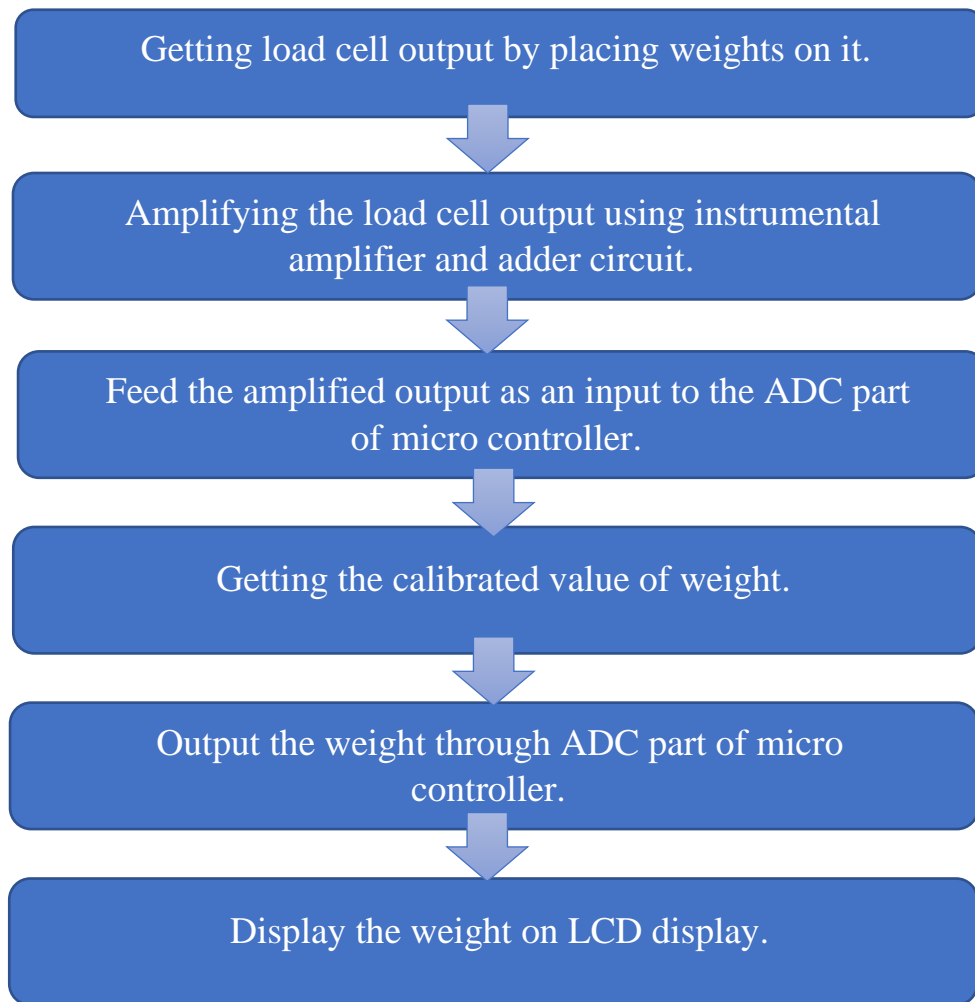 Getting load cell output by placing weights on it.
Amplifying the load cell output using instrumental
amplifier and adder circuit.
Feed the amplified output as an input to the ADC part
of micro controller.
Getting the calibrated value of weight.
Output the weight through ADC part of micro
controller.
Display the weight on LCD display.